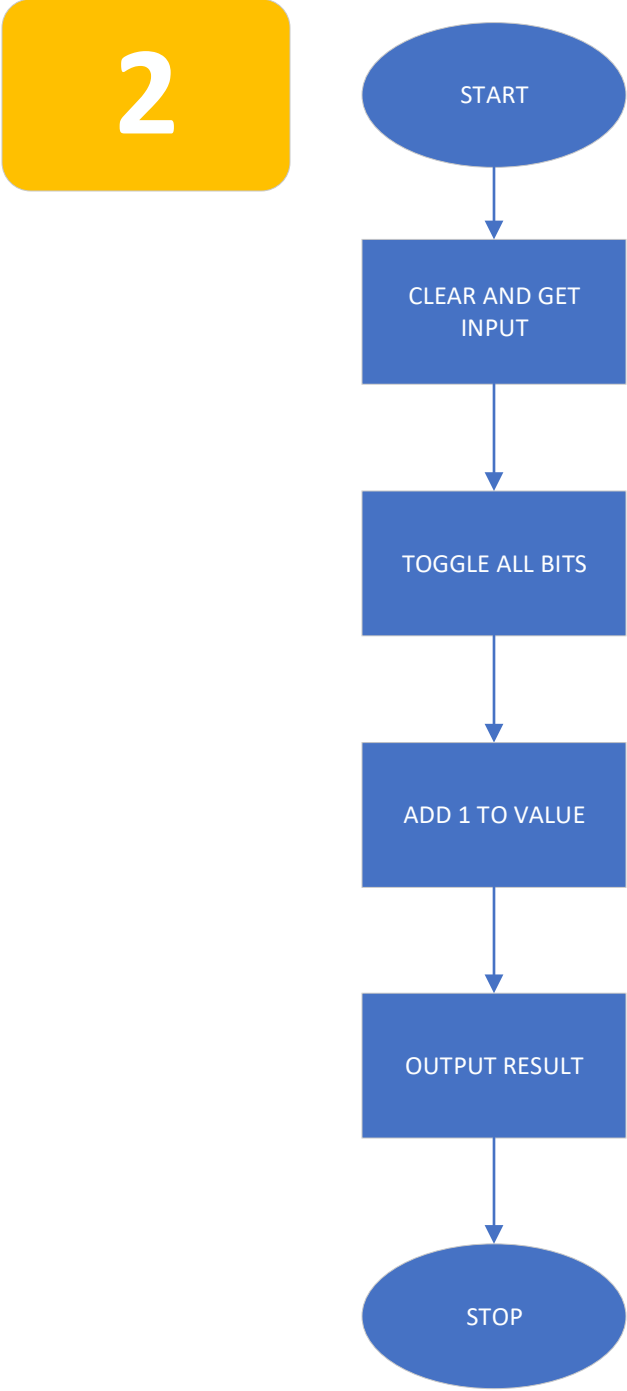 2
START
CLEAR AND GET
INPUT
TOGGLE ALL BITS
ADD 1 TO VALUE
OUTPUT RESULT
STOP